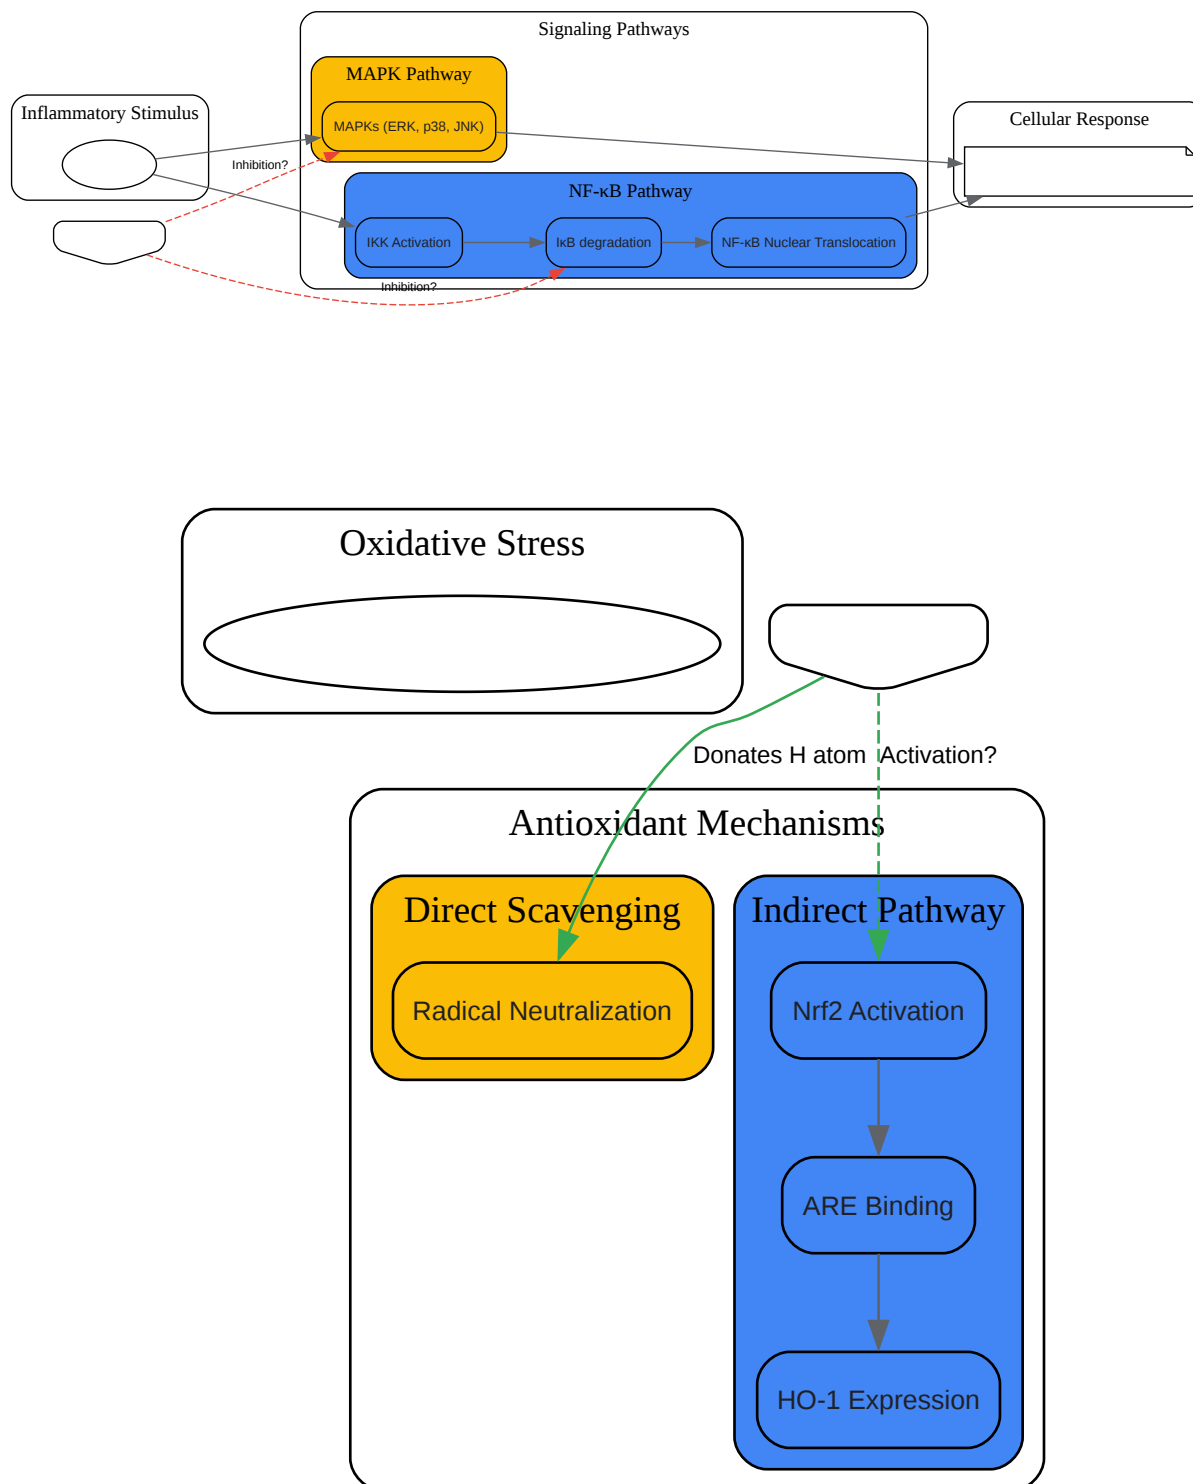 Signaling Pathways
MAPK Pathway
Inflammatory Stimulus
MAPKs (ERK, p38, JNK)
Cellular Response
Inhibition?
NF-κB Pathway
IKK Activation
IκB degradation
NF-κB Nuclear Translocation
Inhibition?
Oxidative Stress
Donates H atom
Activation?
Antioxidant Mechanisms
Direct Scavenging
Indirect Pathway
Radical Neutralization
Nrf2 Activation
ARE Binding
HO-1 Expression